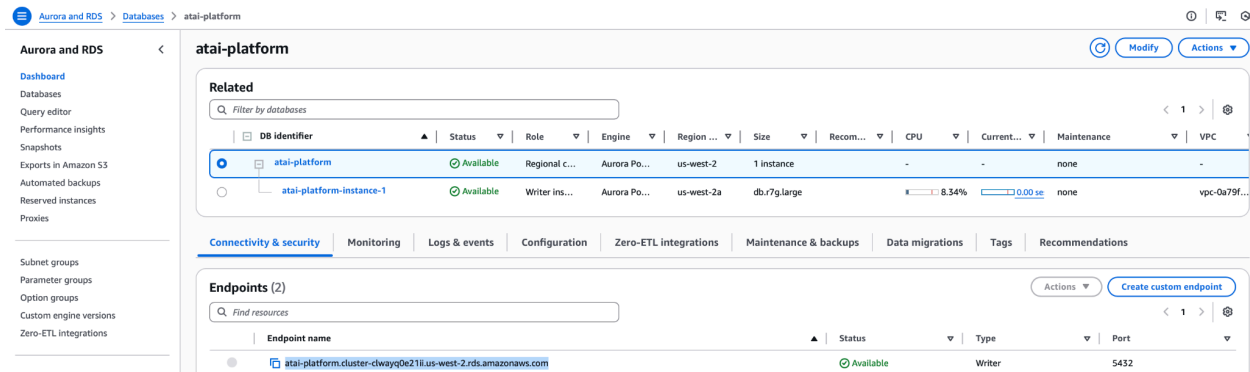 Aurora and RDS > Databases > atai-platform
Aurora and RDS
Dashboard
Databases
Query editor
Performance insights
Snapshots
Exports in Amazon S3
Automated backups
Reserved instances
Proxies
Subnet groups
Parameter groups
Option groups
Custom engine versions
Zero-ETL integrations
atai-platform
Modify
Actions
Related
Filter by databases
1
DB identifier Status Role Engine Region ... Size Recom... CPU Current... Maintenance VPC
atai-platform Available Regional c... Aurora Po... us-west-2 1 instance - - none -
atai-platform-instance-1 Available Writer ins... Aurora Po... us-west-2a db.r7g.large 8.34% 0.00 se none vpc-0a79f...
Connectivity & security Monitoring Logs & events Configuration Zero-ETL integrations Maintenance & backups Data migrations Tags Recommendations
Endpoints (2)
Actions
Create custom endpoint
Find resources
1
Endpoint name Status Type Port
atai-platform.cluster-clwayq0e21ii.us-west-2.rds.amazonaws.com Available Writer 5432